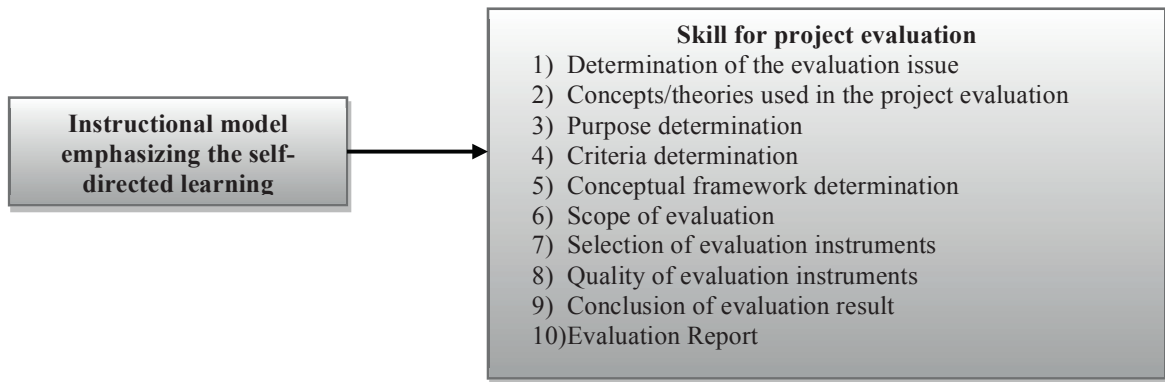 Instructional model
emphasizing the self-
directed learning
Skill for project evaluation
1) Determination of the evaluation issue
2) Concepts/theories used in the project evaluation
3) Purpose determination
4) Criteria determination
5) Conceptual framework determination
6) Scope of evaluation
7) Selection of evaluation instruments
8) Quality of evaluation instruments
9) Conclusion of evaluation result
10)Evaluation Report